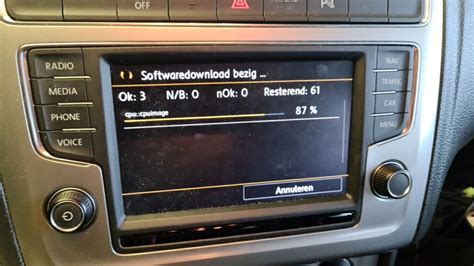 OFF
RADIO
MEDIA
PHONE
VOICE
NAV
TRAFFIC
CAR
MENU
Softwaredownload bezig ...
Ok: 3 N/B: 0 nOk: 0 Resterend: 61
cpu::cpuimage
87 %
Annuleren